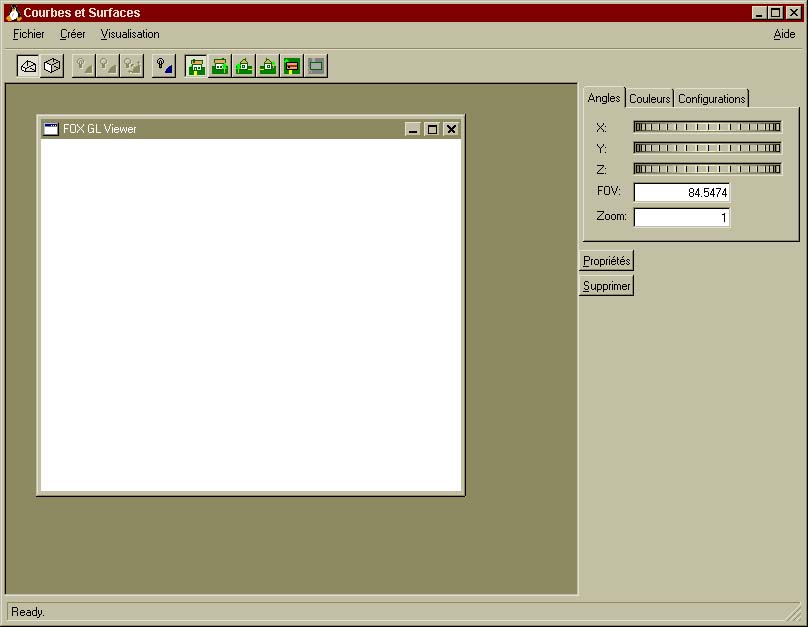 Courbes et Surfaces
Fichier Créer Visualisation Aide
FOX GL Viewer
Angles Couleurs Configurations
X:
Y:
Z:
FOV: 84.5474
Zoom: 1
Propriétés
Supprimer
Ready.